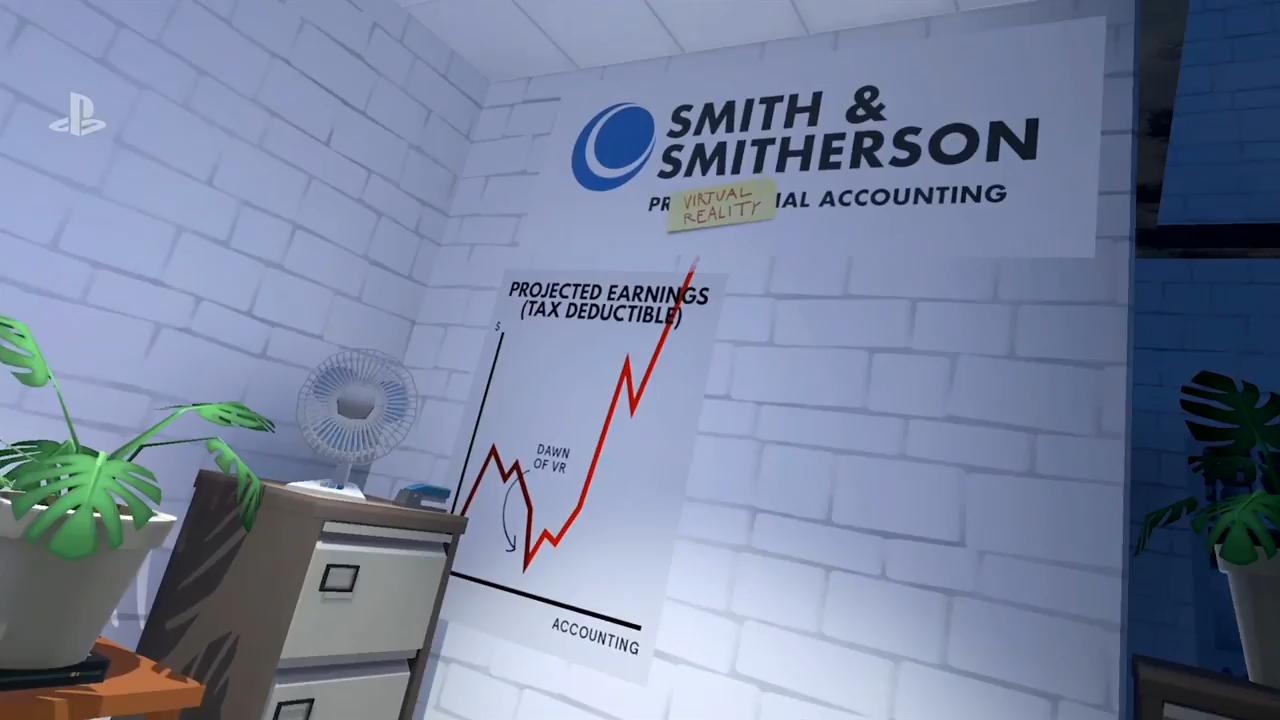 SMITH &
SMITHERSON
VIRTUAL
REALITY
PR IAL ACCOUNTING
PROJECTED EARNINGS
(TAX DEDUCTIBLE)
$
DAWN
OF VR
ACCOUNTING